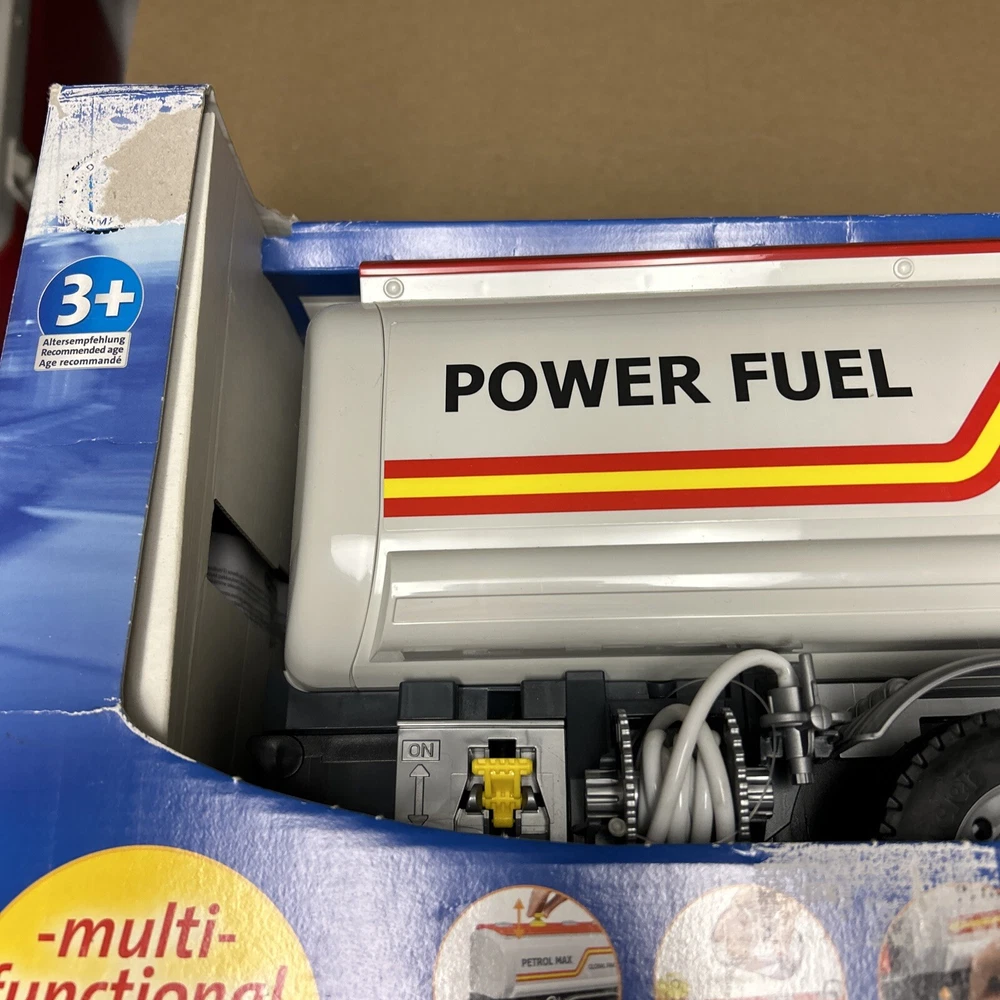 3+
Altersempfehlung
Recommended age
Age recommandé
POWER FUEL
ON
-multi-
functional
PETROL MAX